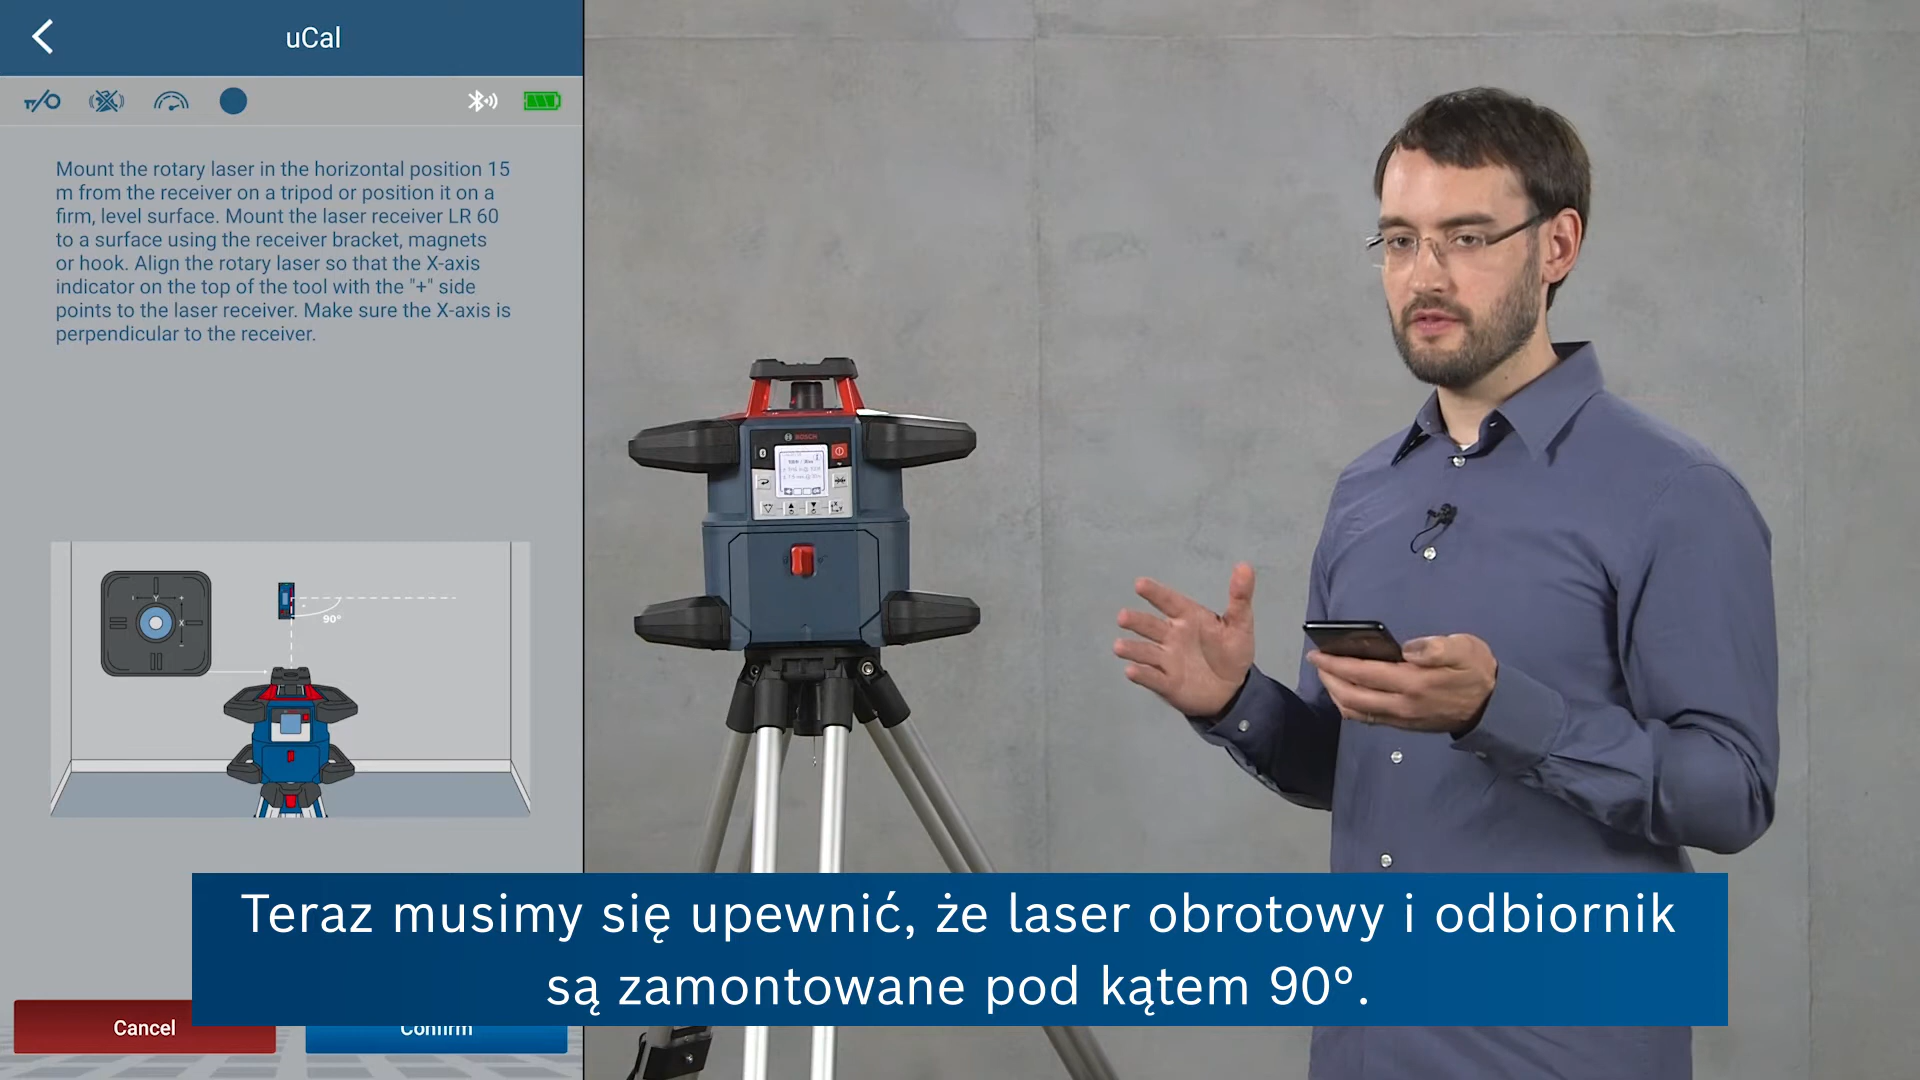 uCal
Mount the rotary laser in the horizontal position 15
m from the receiver on a tripod or position it on a
firm, level surface. Mount the laser receiver LR 60
to a surface using the receiver bracket, magnets
or hook. Align the rotary laser so that the X-axis
indicator on the top of the tool with the "+" side
points to the laser receiver. Make sure the X-axis is
perpendicular to the receiver.
Y
X
90°
BOSCH
Teraz musimy się upewnić, że laser obrotowy i odbiornik
są zamontowane pod kątem 90°.
Cancel
Confirm